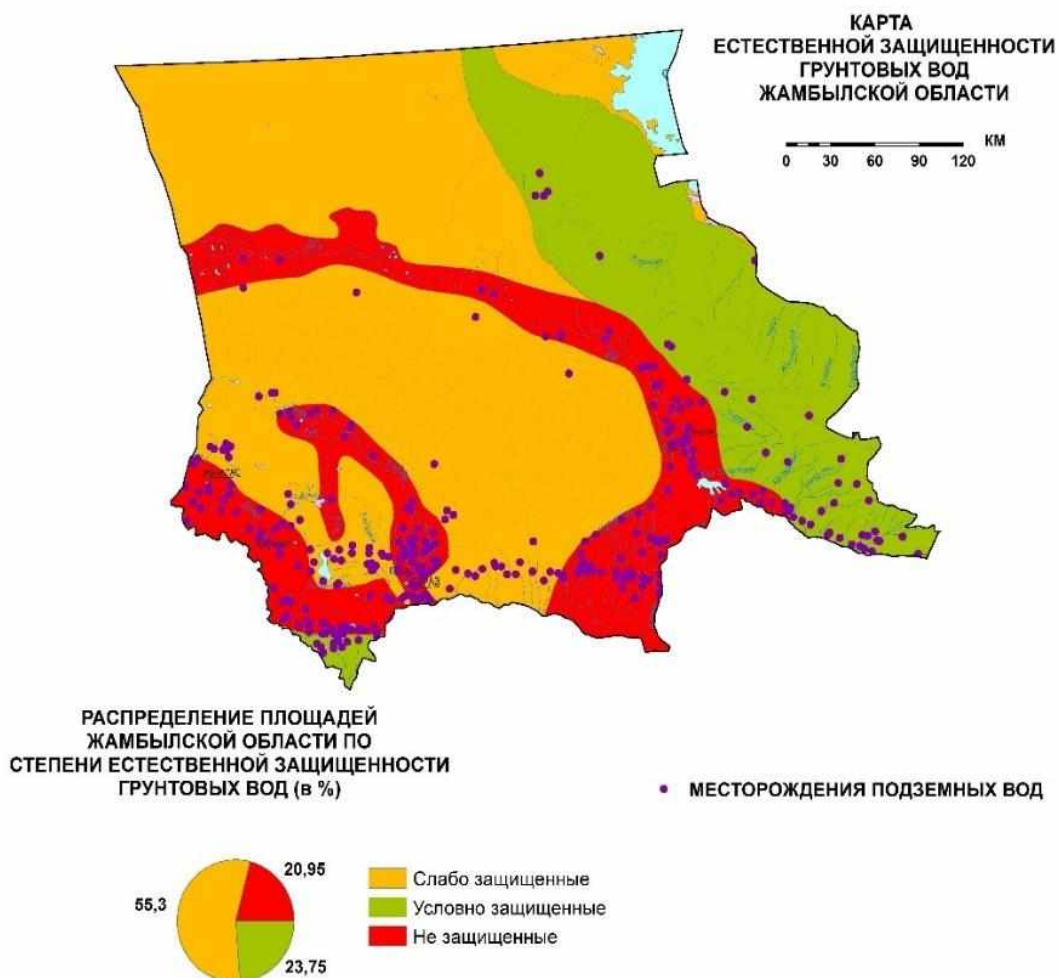 КАРТА
ЕСТЕСТВЕННОЙ ЗАЩИЩЕННОСТИ
ГРУНТОВЫХ ВОД
ЖАМБЫЛСКОЙ ОБЛАСТИ
КМ
0 30 60 90 120
РАСПРЕДЕЛЕНИЕ ПЛОЩАДЕЙ
ЖАМБЫЛСКОЙ ОБЛАСТИ ПО
СТЕПЕНИ ЕСТЕСТВЕННОЙ ЗАЩИЩЕННОСТИ
ГРУНТОВЫХ ВОД (в %)
МЕСТОРОЖДЕНИЯ ПОДЗЕМНЫХ ВОД
20,95
55,3
23,75
Слабо защищенные
Условно защищенные
Не защищенные